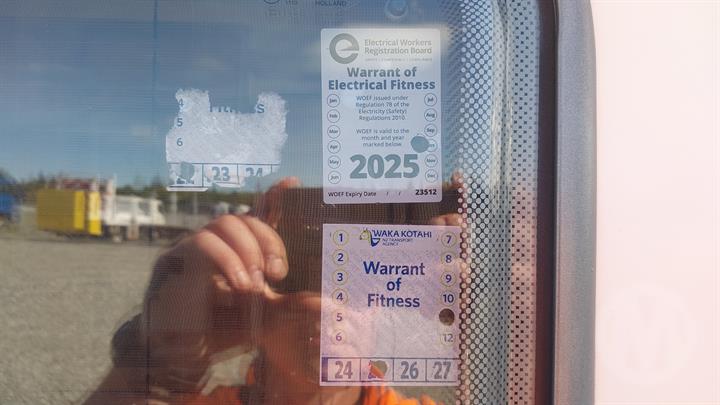 HOLLAND
Electrical Workers
Registration Board
Warrant of
Electrical Fitness
Jan
Feb
Mar
Apr
May
Jun
WOEF issued under
Regulation 78 of the
Electricity (Safety)
Regulations 2010.
WOEF is valid to the
month and year
marked below.
2025
Jul
Aug
Sep
Nov
Dec
WOEF Expiry Date / / 23512
4
5
6
Fitness
23 24
WAKA KOTAHI
NZ TRANSPORT
AGENCY
Warrant
of
Fitness
1
2
3
4
5
6
7
8
9
10
12
24 26 27